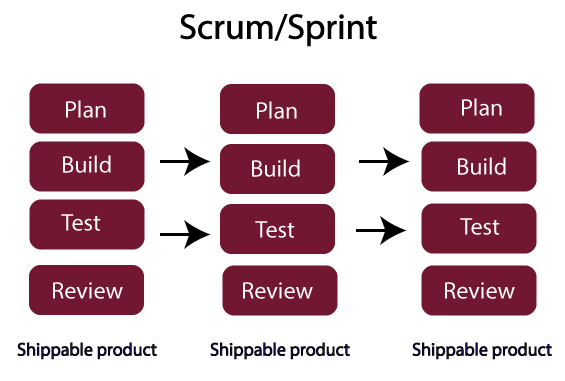 Scrum/Sprint
Plan
Build
Test
Review
Shippable product
Plan
Build
Test
Review
Shippable product
Plan
Build
Test
Review
Shippable product